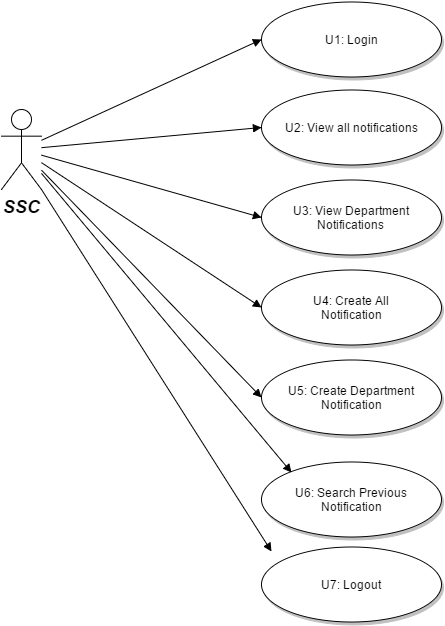 U1: Login
U2: View all notifications
U3: View Department
Notifications
SSC
U4: Create All
Notification
U5: Create Department
Notification
U6: Search Previous
Notification
U7: Logout